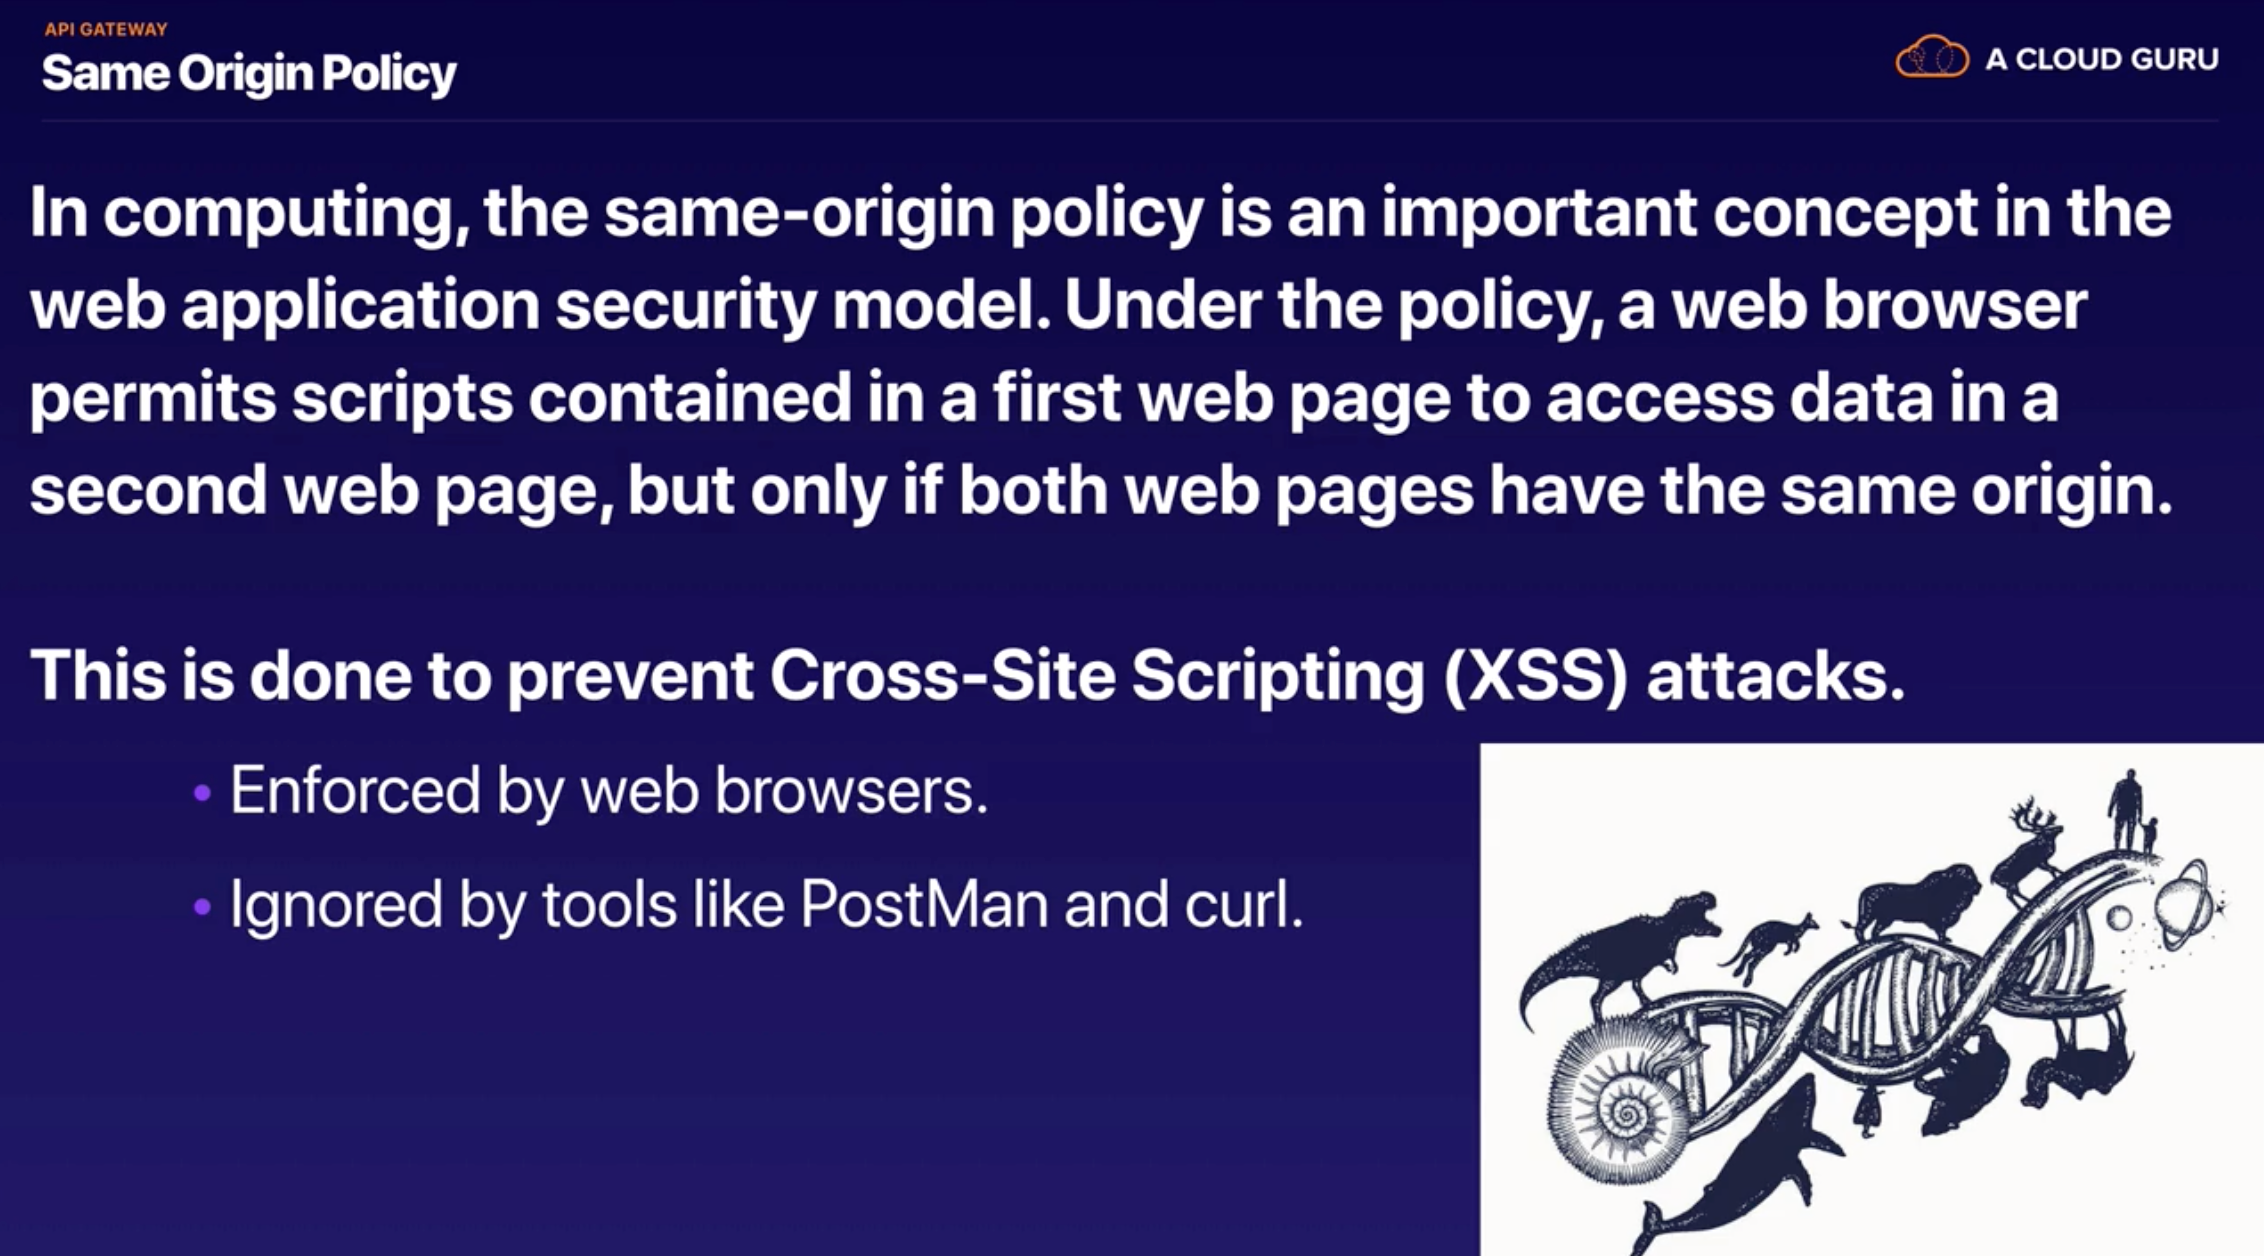 API GATEWAY
Same Origin Policy
A CLOUD GURU
In computing, the same-origin policy is an important concept in the
web application security model. Under the policy, a web browser
permits scripts contained in a first web page to access data in a
second web page, but only if both web pages have the same origin.
This is done to prevent Cross-Site Scripting (XSS) attacks.
• Enforced by web browsers.
• Ignored by tools like PostMan and curl.